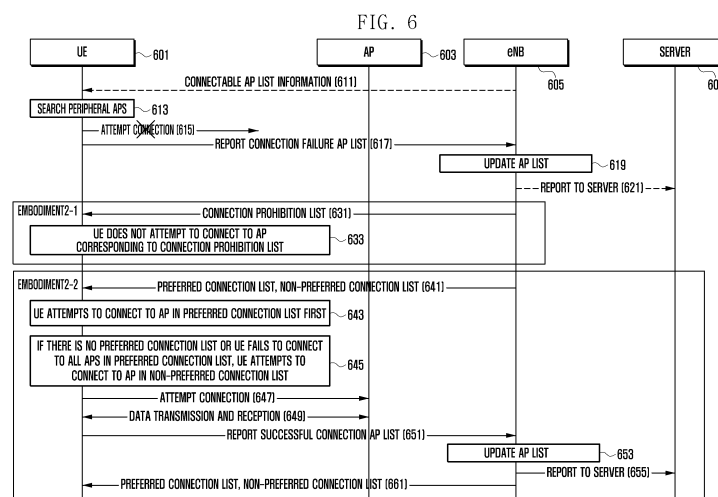 FIG. 6
UE
601
AP
603
eNB
605
SERVER
60
CONNECTABLE AP LIST INFORMATION (611)
SEARCH PERIPHERAL APS
613
ATTEMPT CONNECTION (615)
REPORT CONNECTION FAILURE AP LIST (617)
UPDATE AP LIST
619
REPORT TO SERVER (621)
EMBODIMENT2-1
CONNECTION PROHIBITION LIST (631)
UE DOES NOT ATTEMPT TO CONNECT TO AP
CORRESPONDING TO CONNECTION PROHIBITION LIST
633
EMBODIMENT2-2
PREFERRED CONNECTION LIST, NON-PREFERRED CONNECTION LIST (641)
UE ATTEMPTS TO CONNECT TO AP IN PREFERRED CONNECTION LIST FIRST
643
IF THERE IS NO PREFERRED CONNECTION LIST OR UE FAILS TO CONNECT
TO ALL APS IN PREFERRED CONNECTION LIST, UE ATTEMPTS TO
CONNECT TO AP IN NON-PREFERRED CONNECTION LIST
645
ATTEMPT CONNECTION (647)
DATA TRANSMISSION AND RECEPTION (649)
REPORT SUCCESSFUL CONNECTION AP LIST (651)
UPDATE AP LIST
653
REPORT TO SERVER (655)
PREFERRED CONNECTION LIST, NON-PREFERRED CONNECTION LIST (661)